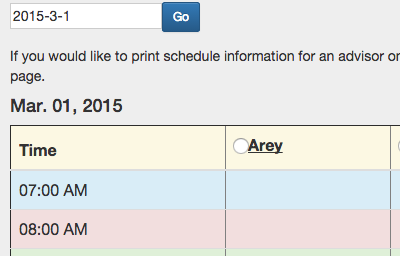 2015-3-1 Go
If you would like to print schedule information for an advisor
page.
Mar. 01, 2015
Time Arey
07:00 AM
08:00 AM